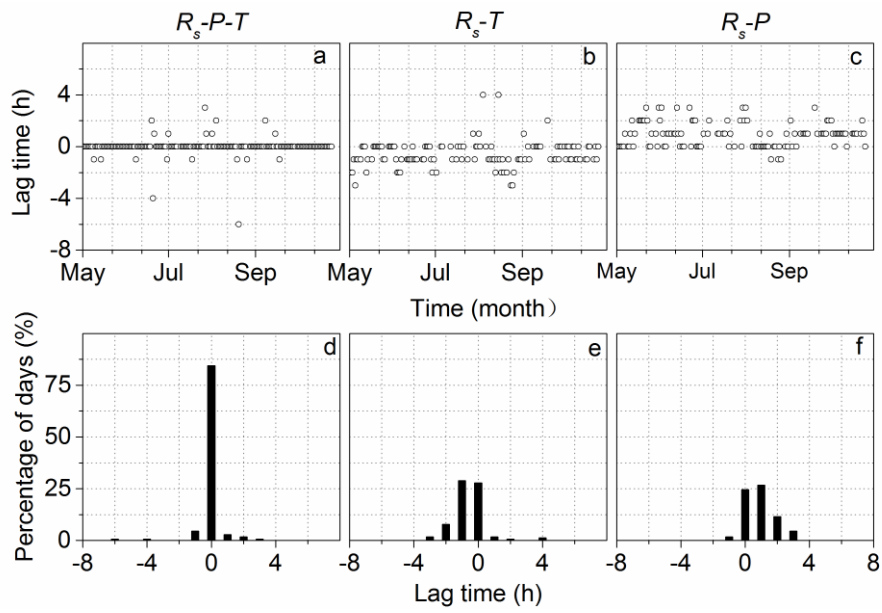 Rs-P-T Rs-T Rs-P
a b c
Lag time (h)
4
0
-4
-8
May Jul Sep May Jul Sep May Jul Sep
Time (month）
d e f
Percentage of days (%)
75
50
25
0
-8 -4 0 4 -8 -4 0 4 -8 -4 0 4 8
Lag time (h)